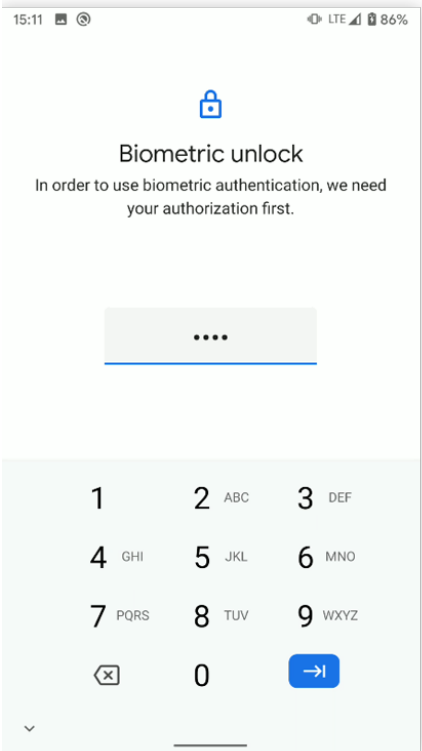 15:11 LTE 86%
Biometric unlock
In order to use biometric authentication, we need
your authorization first.
••••
1 2 ABC 3 DEF
4 GHI 5 JKL 6 MNO
7 PQRS 8 TUV 9 WXYZ
0